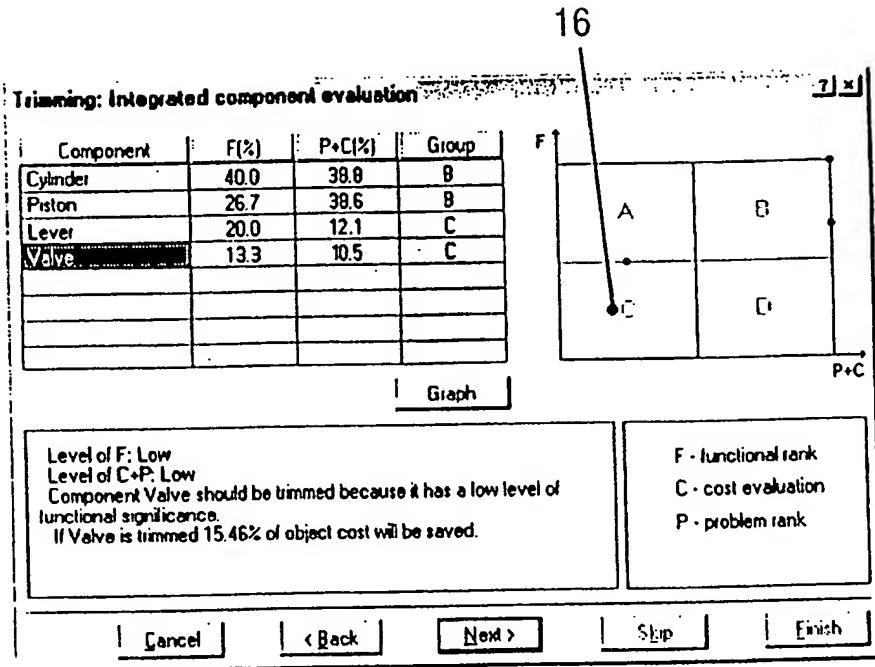 16
Trimming: Integrated component evaluation
? ×
Component F(%) P+C(%) Group
Cylinder 40.0 38.8 B
Piston 26.7 38.6 B
Lever 20.0 12.1 C
Valve 13.3 10.5 C
F
A B
C D
P+C
Graph
Level of F: Low
Level of C+P: Low
Component Valve should be trimmed because it has a low level of
functional significance.
If Valve is trimmed 15.46% of object cost will be saved.
F - functional rank
C - cost evaluation
P - problem rank
Cancel < Back Next > Skip Finish